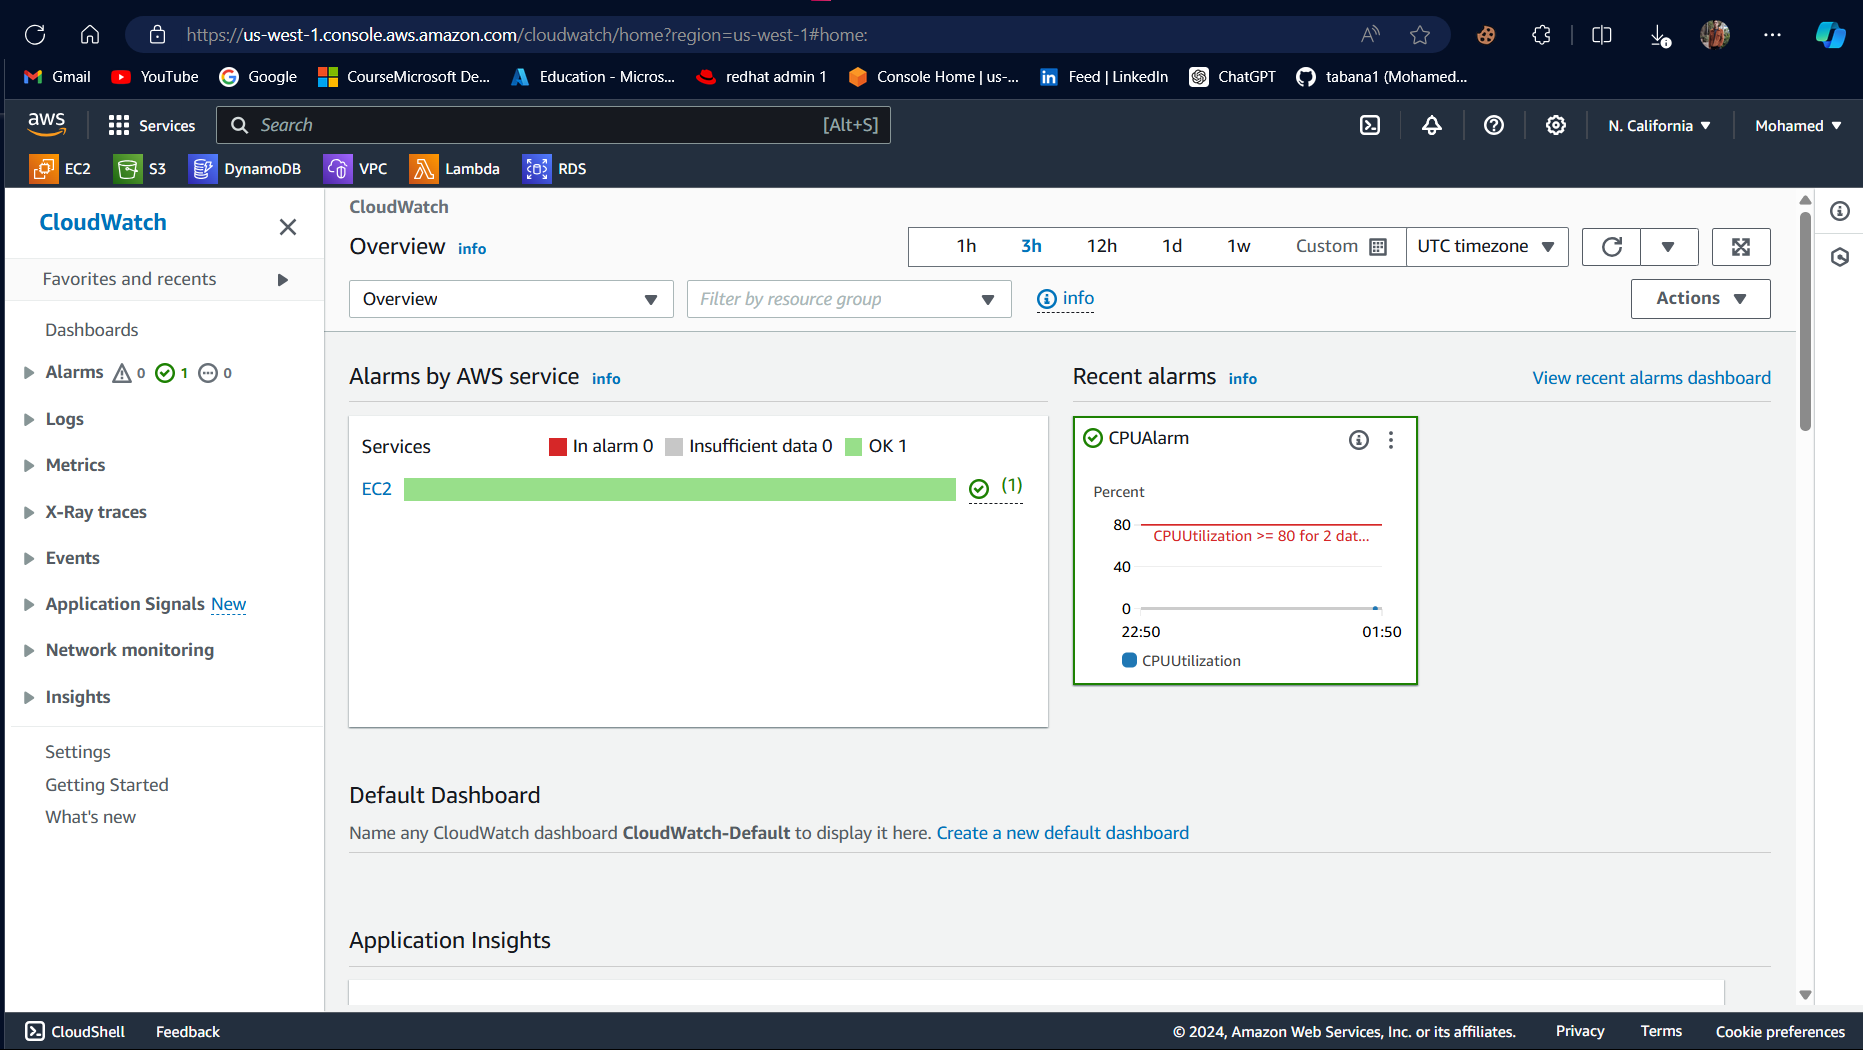 https://us-west-1.console.aws.amazon.com/cloudwatch/home?region=us-west-1#home:
Gmail YouTube Google CourseMicrosoft De... Education - Micros... redhat admin 1 Console Home | us-... Feed | LinkedIn ChatGPT tabana1 (Mohamed...
aws Services Search [Alt+S] N. California Mohamed
EC2 S3 DynamoDB VPC Lambda RDS
CloudWatch
Favorites and recents
Dashboards
Alarms 0 1 0
Logs
Metrics
X-Ray traces
Events
Application Signals New
Network monitoring
Insights
Settings
Getting Started
What's new
CloudWatch
Overview info
1h 3h 12h 1d 1w Custom UTC timezone
Overview Filter by resource group info Actions
Alarms by AWS service info
Services In alarm 0 Insufficient data 0 OK 1
EC2 (1)
Recent alarms info View recent alarms dashboard
CPUAlarm
Percent
80
CPUUtilization >= 80 for 2 dat...
40
0
22:50 01:50
CPUUtilization
Default Dashboard
Name any CloudWatch dashboard CloudWatch-Default to display it here. Create a new default dashboard
Application Insights
CloudShell Feedback © 2024, Amazon Web Services, Inc. or its affiliates. Privacy Terms Cookie preferences